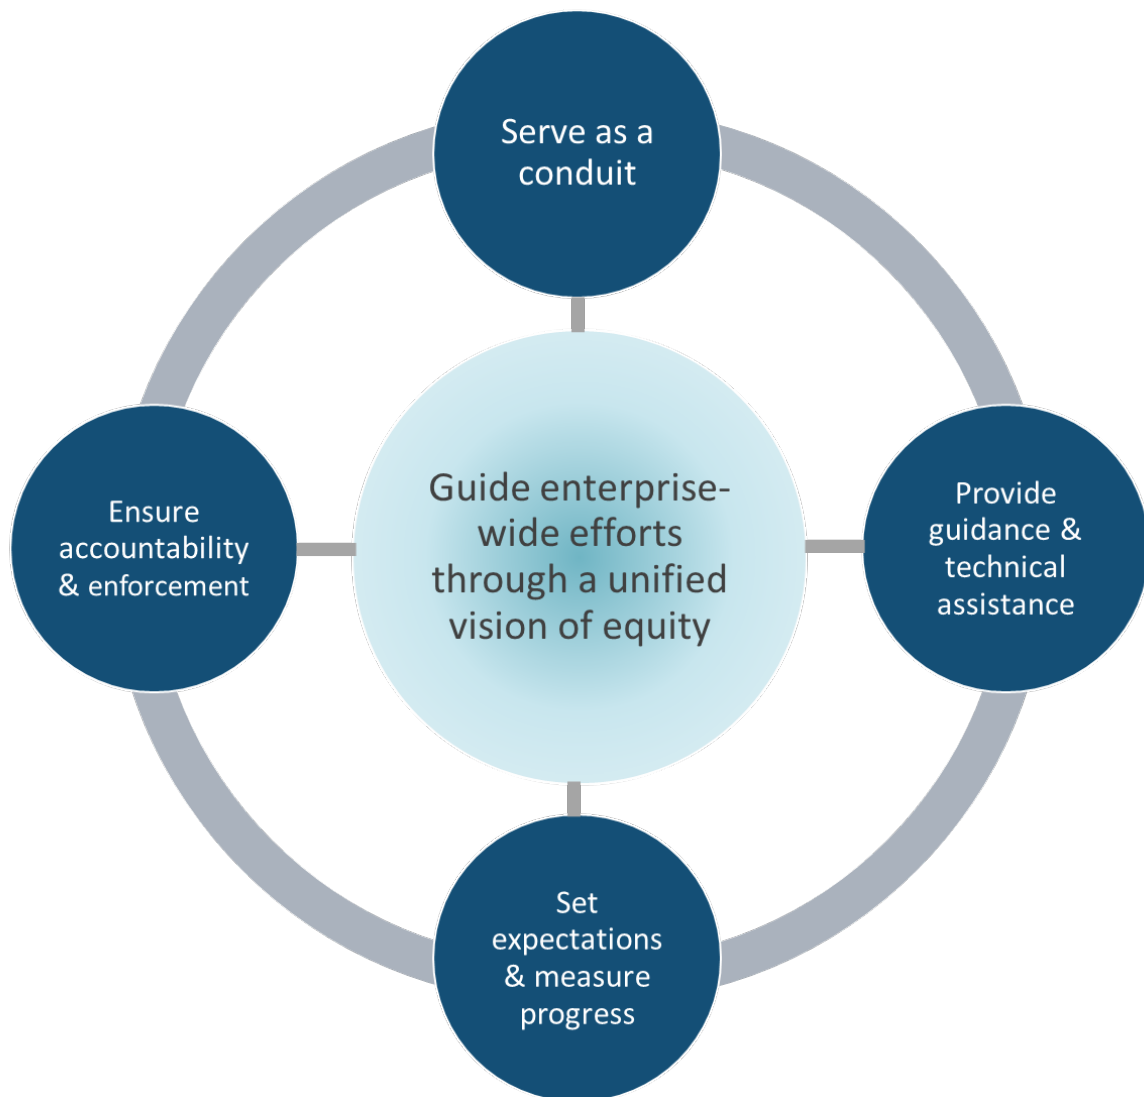 Serve as a
conduit
Ensure
accountability
& enforcement
Guide enterprise-
wide efforts
through a unified
vision of equity
Provide
guidance &
technical
assistance
Set
expectations
& measure
progress